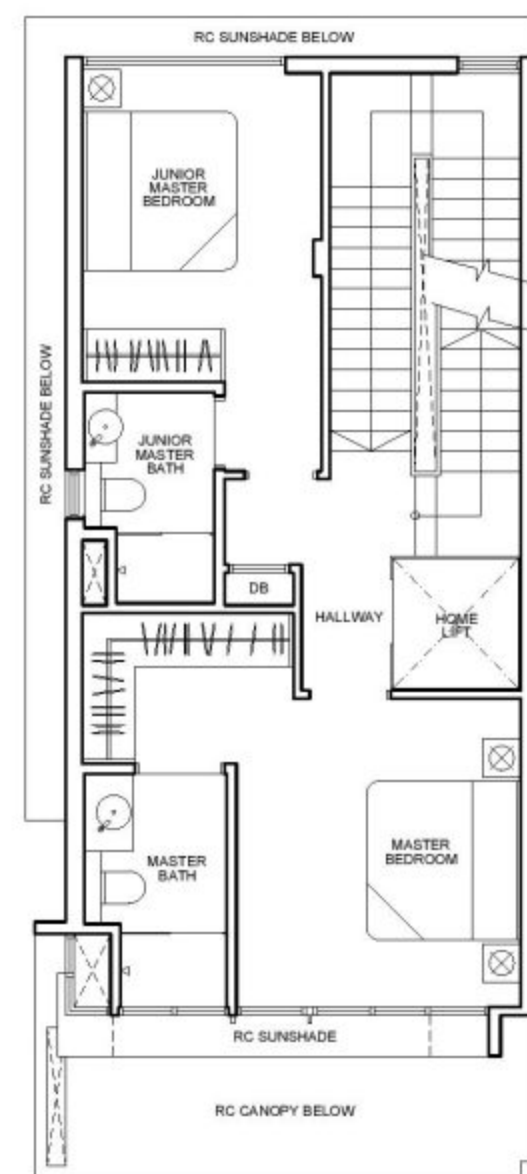 RC SUNSHADE BELOW
JUNIOR
MASTER
BEDROOM
RC SUNSHADE BELOW
JUNIOR
MASTER
BATH
DB
HALLWAY
HOME
LIFT
MASTER
BEDROOM
MASTER
BATH
RC SUNSHADE
RC CANOPY BELOW